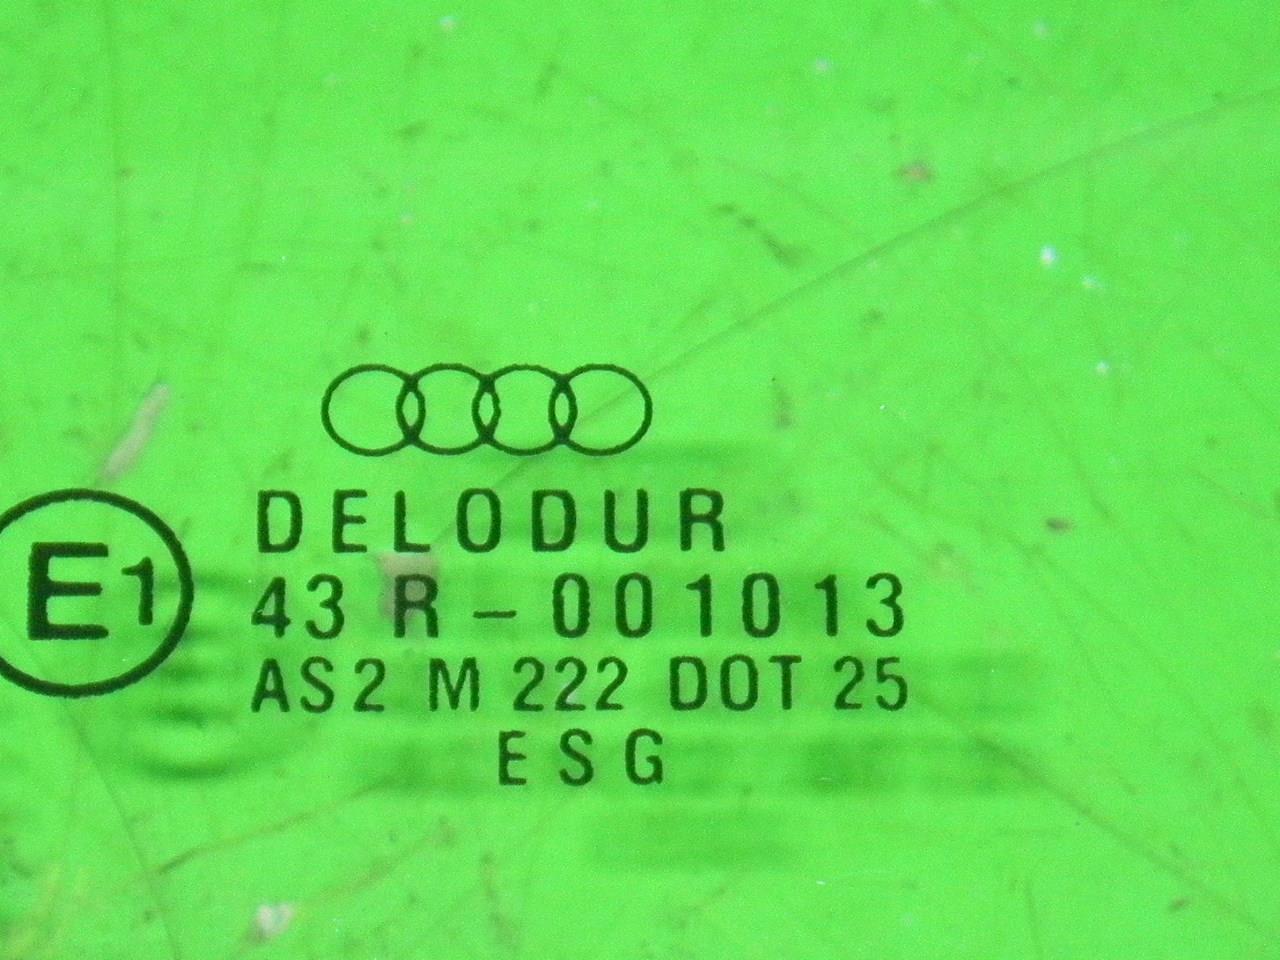 DELODUR
E1
43 R - 001013
AS2 M 222 DOT 25
ESG